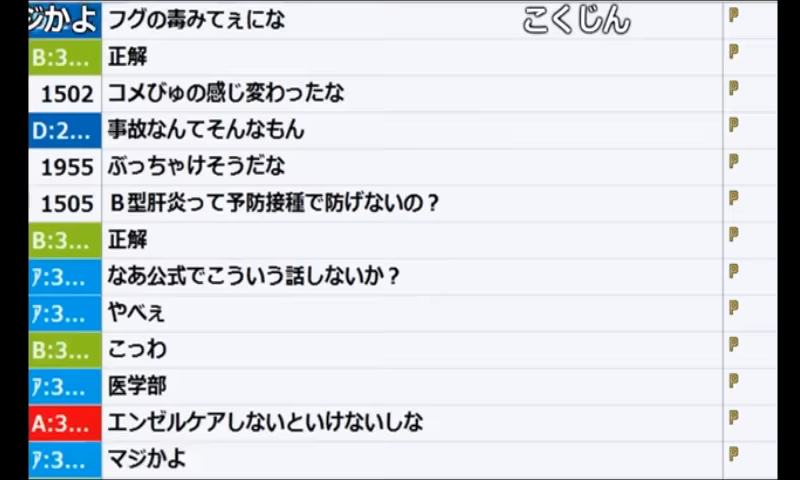 ジかよ フグの毒みてぇにな こくじん P
B:3... 正解 P
1502 コメびゅの感じ変わったな P
D:2... 事故なんてそんなもん P
1955 ぶっちゃけそうだな P
1505 B型肝炎って予防接種で防げないの？ P
B:3... 正解 P
ｱ:3... なあ公式でこういう話しないか？ P
ｱ:3... やべぇ P
B:3... こっわ P
ｱ:3... 医学部 P
A:3... エンゼルケアしないといけないしな P
ｱ:3... マジかよ P